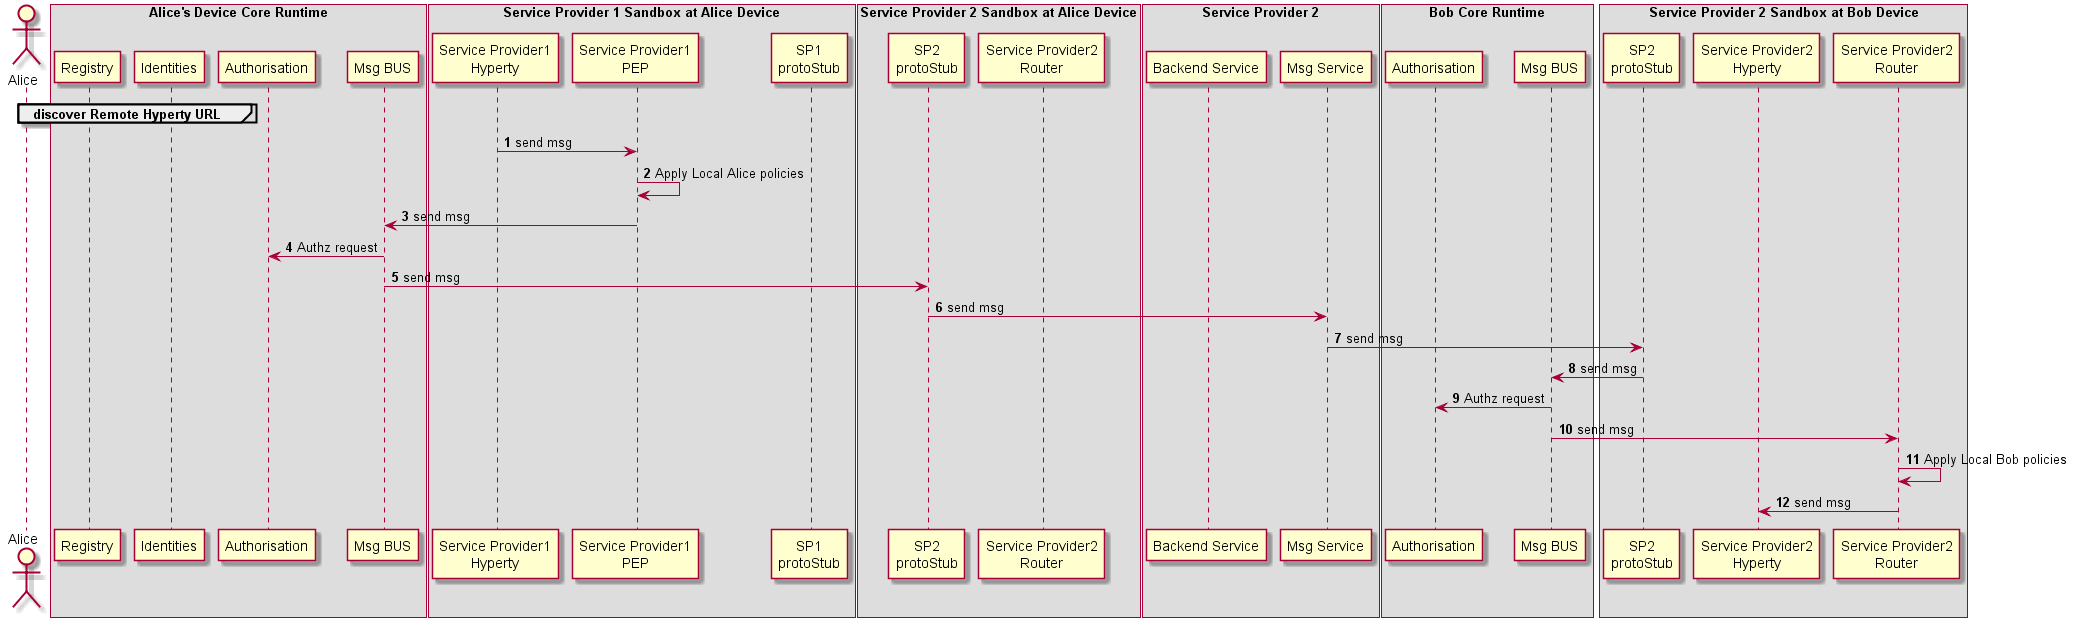 Alice's Device Core Runtime
Service Provider 1 Sandbox at Alice Device
Service Provider 2 Sandbox at Alice Device
Service Provider 2
Bob Core Runtime
Service Provider 2 Sandbox at Bob Device
Alice
Registry
Identities
Authorisation
Msg BUS
Service Provider1
Hyperty
Service Provider1
PEP
SP1
protoStub
SP2
protoStub
Service Provider2
Router
Backend Service
Msg Service
Authorisation
Msg BUS
SP2
protoStub
Service Provider2
Hyperty
Service Provider2
Router
discover Remote Hyperty URL
1 send msg
2 Apply Local Alice policies
3 send msg
4 Authz request
5 send msg
6 send msg
7 send msg
8 send msg
9 Authz request
10 send msg
11 Apply Local Bob policies
12 send msg
Alice
Registry
Identities
Authorisation
Msg BUS
Service Provider1
Hyperty
Service Provider1
PEP
SP1
protoStub
SP2
protoStub
Service Provider2
Router
Backend Service
Msg Service
Authorisation
Msg BUS
SP2
protoStub
Service Provider2
Hyperty
Service Provider2
Router